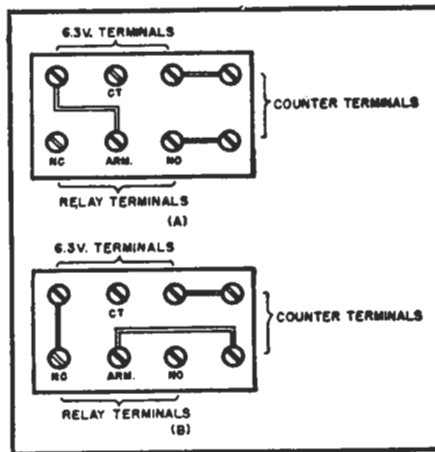 6.3V. TERMINALS
CT
COUNTER TERMINALS
NC ARM. NO
RELAY TERMINALS
(A)
6.3V. TERMINALS
CT
COUNTER TERMINALS
NC ARM. NO
RELAY TERMINALS
(B)